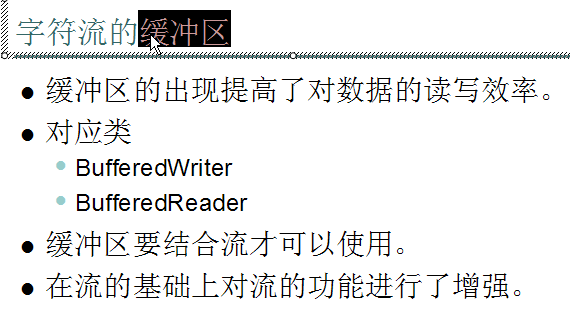 字符流的缓冲区
缓冲区的出现提高了对数据的读写效率。
对应类
BufferedWriter
BufferedReader
缓冲区要结合流才可以使用。
在流的基础上对流的功能进行了增强。